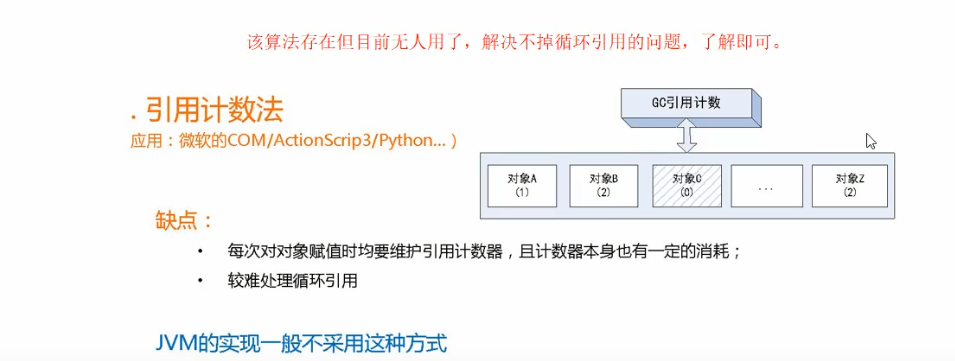 该算法存在但目前无人用了，解决不掉循环引用的问题，了解即可。
. 引用计数法
应用：微软的COM/ActionScrip3/Python...）
GC引用计数
对象A
(1)
对象B
(2)
对象C
(0)
...
对象Z
(2)
缺点：
• 每次对对象赋值时均要维护引用计数器，且计数器本身也有一定的消耗；
• 较难处理循环引用
JVM的实现一般不采用这种方式